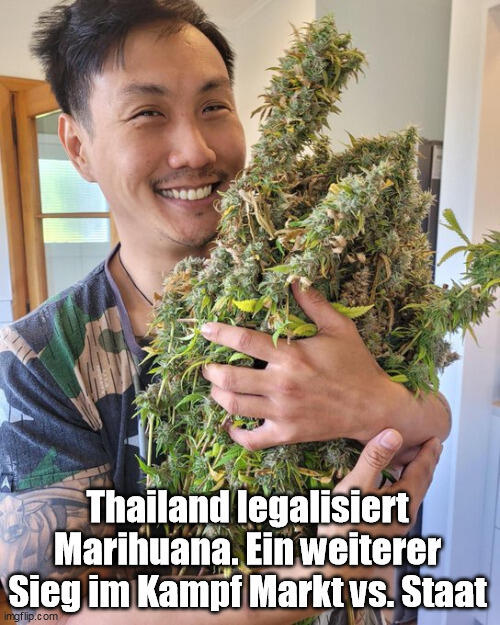 Thailand legalisiert
Marihuana. Ein weiterer
Sieg im Kampf Markt vs. Staat
imgflip.com